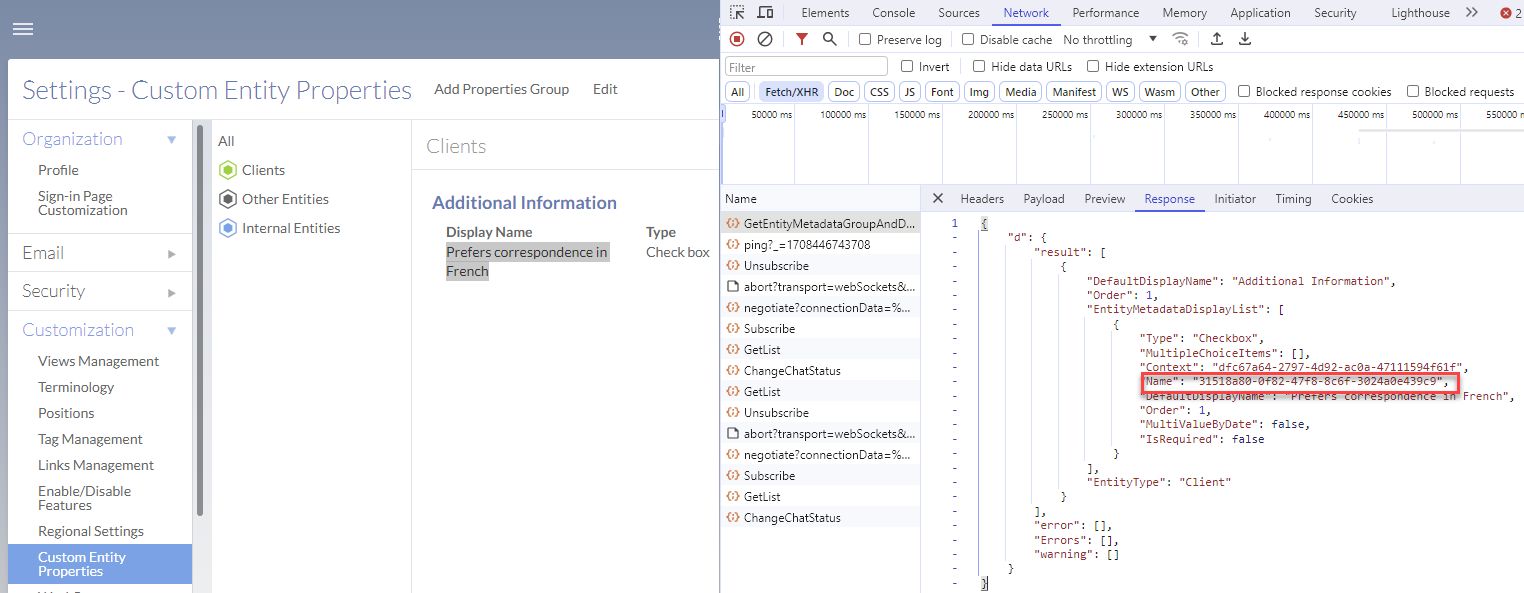 Settings - Custom Entity Properties
Add Properties Group
Edit
Organization
Profile
Sign-in Page
Customization
Email
Security
Customization
Views Management
Terminology
Positions
Tag Management
Links Management
Enable/Disable
Features
Regional Settings
Custom Entity
Properties
All
Clients
Other Entities
Internal Entities
Clients
Additional Information
Display Name
Type
Prefers correspondence in
French
Check box
Elements
Console
Sources
Network
Performance
Memory
Application
Security
Lighthouse
2
Preserve log
Disable cache
No throttling
Filter
Invert
Hide data URLs
Hide extension URLs
All
Fetch/XHR
Doc
CSS
JS
Font
Img
Media
Manifest
WS
Wasm
Other
Blocked response cookies
Blocked requests
50000 ms
100000 ms
150000 ms
200000 ms
250000 ms
300000 ms
350000 ms
400000 ms
450000 ms
500000 ms
550000 m
Name
GetEntityMetadataGroupAndD...
ping?_=1708446743708
Unsubscribe
abort?transport=webSockets&...
negotiate?connectionData=%...
Subscribe
GetList
ChangeChatStatus
GetList
Unsubscribe
abort?transport=webSockets&...
negotiate?connectionData=%...
Subscribe
GetList
ChangeChatStatus
Headers
Payload
Preview
Response
Initiator
Timing
Cookies
1 {
- "d": {
- "result": [
- {
- "DefaultDisplayName": "Additional Information",
- "Order": 1,
- "EntityMetadataDisplayList": [
- {
- "Type": "Checkbox",
- "MultipleChoiceItems": [],
- "Context": "dfc67a64-2797-4d92-ac0a-47111594f61f",
- "Name": "31518a80-0f82-47f8-8c6f-3024a0e439c9",
- "DefaultDisplayName": "Prefers correspondence in French",
- "Order": 1,
- "MultiValueByDate": false,
- "IsRequired": false
- }
- ],
- "EntityType": "Client"
- }
- ],
- "error": [],
- "Errors": [],
- "warning": []
- }
- }